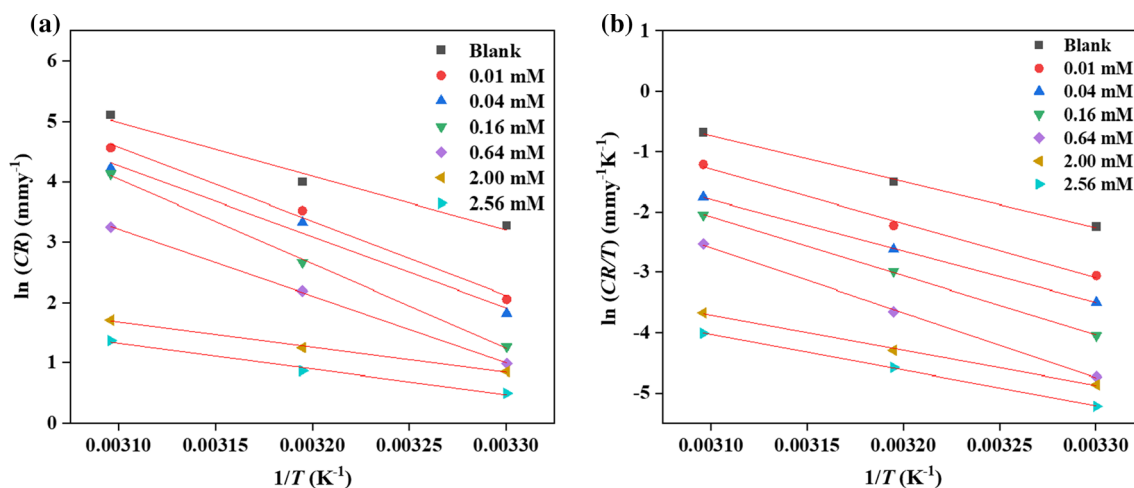 (a)
ln (CR) (mmy⁻¹)
6
5
4
3
2
1
0
Blank
0.01 mM
0.04 mM
0.16 mM
0.64 mM
2.00 mM
2.56 mM
0.00310 0.00315 0.00320 0.00325 0.00330
1/T (K⁻¹)
(b)
ln (CR/T) (mmy⁻¹K⁻¹)
1
0
-1
-2
-3
-4
-5
Blank
0.01 mM
0.04 mM
0.16 mM
0.64 mM
2.00 mM
2.56 mM
0.00310 0.00315 0.00320 0.00325 0.00330
1/T (K⁻¹)